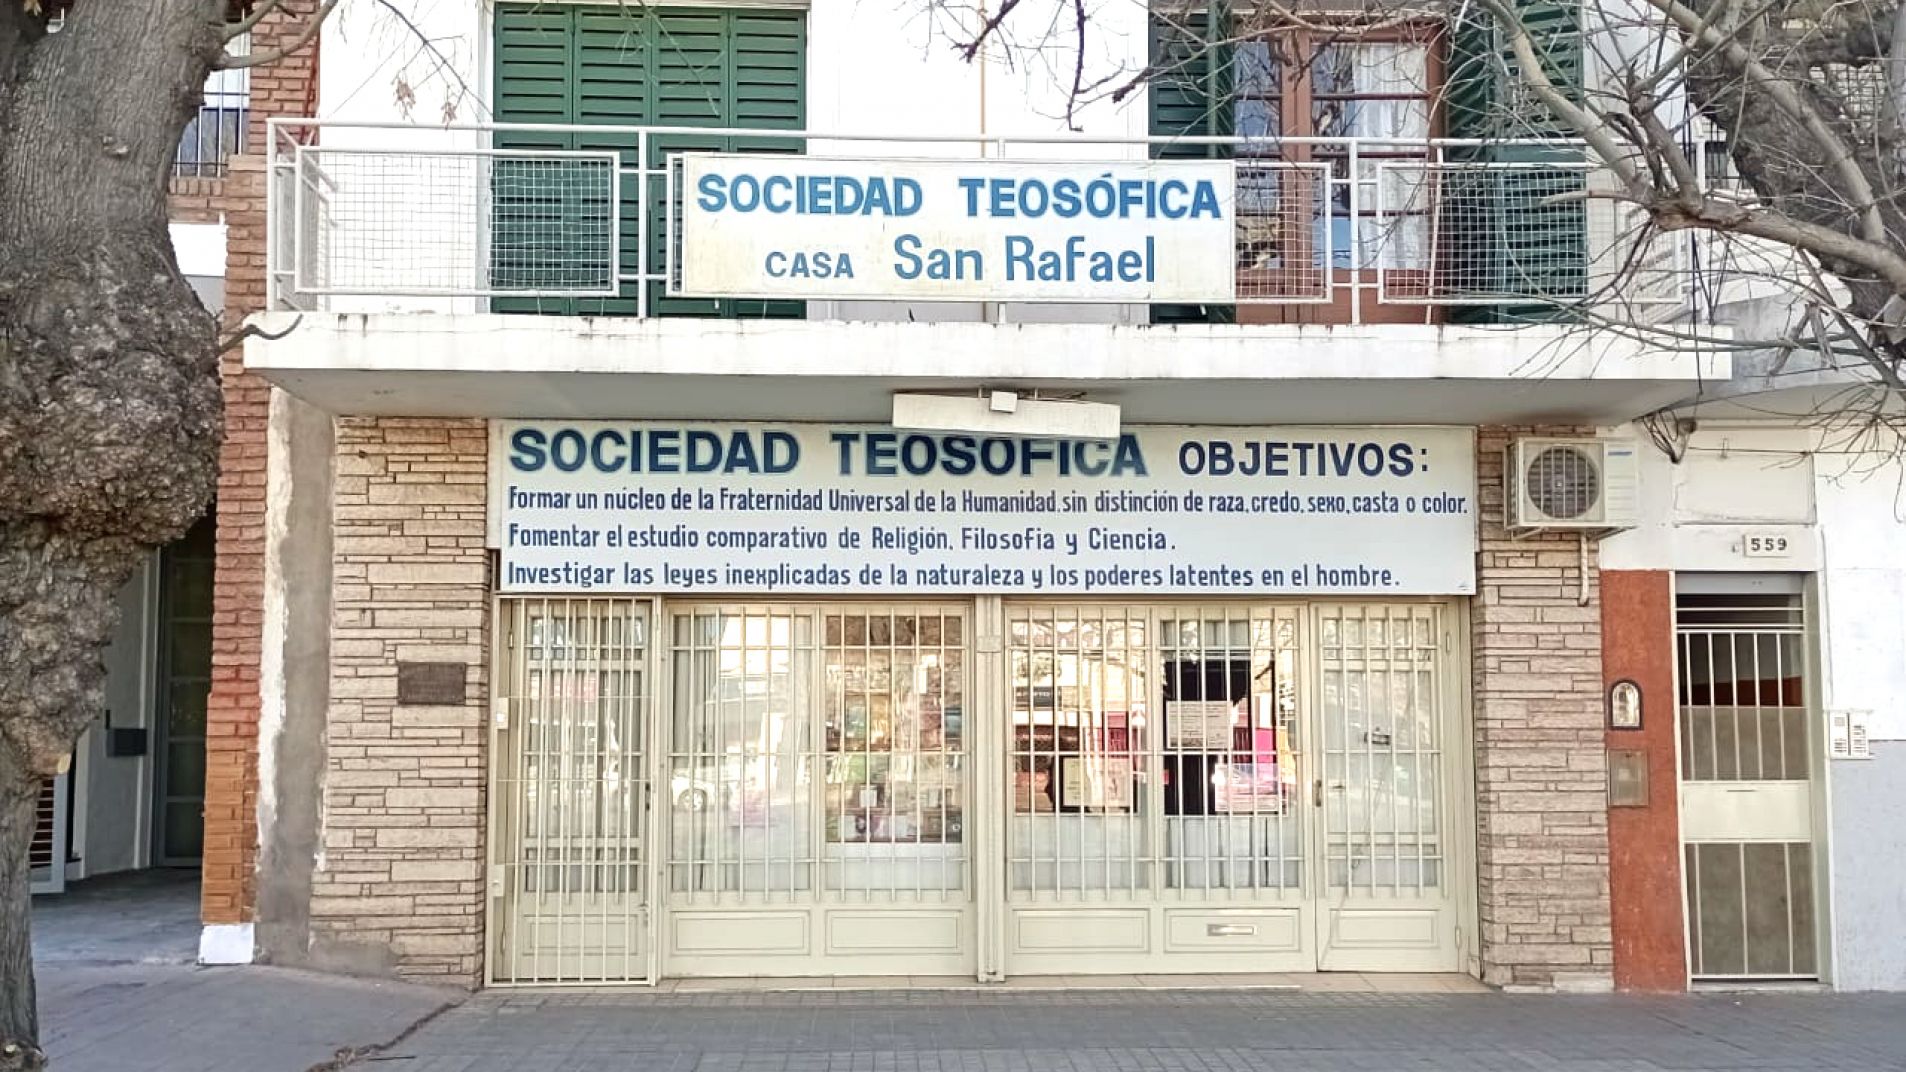 SOCIEDAD TEOSÓFICA
CASA San Rafael
SOCIEDAD TEOSOFICA OBJETIVOS:
Formar un núcleo de la Fraternidad Universal de la Humanidad, sin distinción de raza, credo, sexo, casta o color.
Fomentar el estudio comparativo de Religión, Filosofía y Ciencia.
Investigar las leyes inexplicadas de la naturaleza y los poderes latentes en el hombre.
559